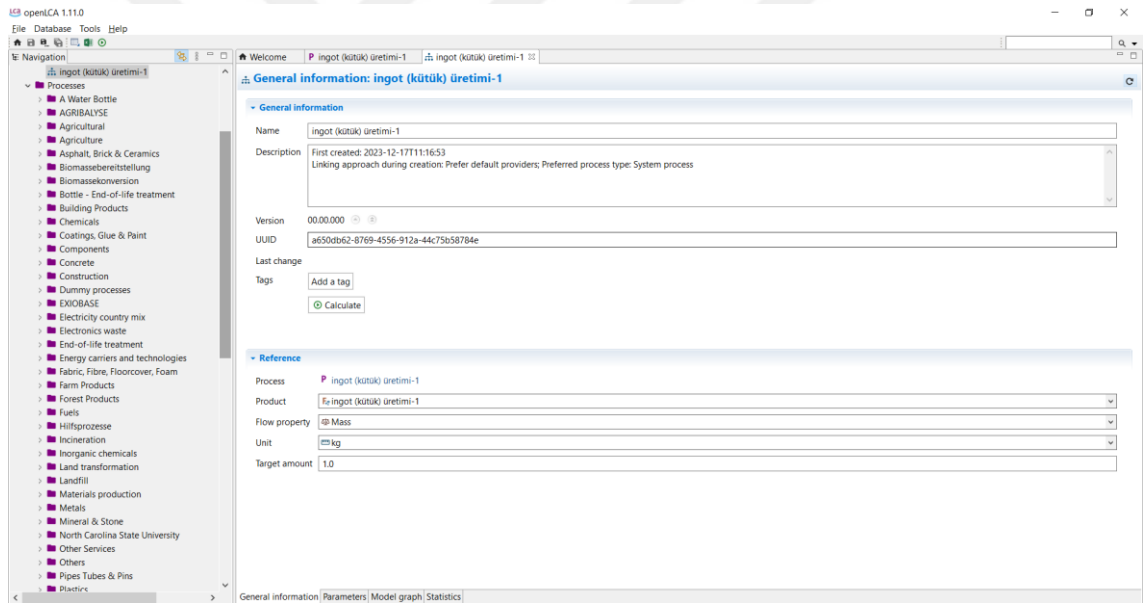 openLCA 1.11.0
File Database Tools Help
Navigation
ingot (kütük) üretimi-1
Processes
A Water Bottle
AGRIBALYSE
Agricultural
Agriculture
Asphalt, Brick & Ceramics
Biomassebereitstellung
Biomassekonversion
Bottle - End-of-life treatment
Building Products
Chemicals
Coatings, Glue & Paint
Components
Concrete
Construction
Dummy processes
EXIOBASE
Electricity country mix
Electronics waste
End-of-life treatment
Energy carriers and technologies
Fabric, Fibre, Floorcover, Foam
Farm Products
Forest Products
Fuels
Hilfsprozesse
Incineration
Inorganic chemicals
Land transformation
Landfill
Materials production
Metals
Mineral & Stone
North Carolina State University
Other Services
Others
Pipes Tubes & Pins
Plastics
Welcome P ingot (kütük) üretimi-1 ingot (kütük) üretimi-1
General information: ingot (kütük) üretimi-1
General information
Name ingot (kütük) üretimi-1
Description First created: 2023-12-17T11:16:53
Linking approach during creation: Prefer default providers; Preferred process type: System process
Version 00.00.000
UUID a650db62-8769-4556-912a-44c75b58784e
Last change
Tags Add a tag
Calculate
Reference
Process P ingot (kütük) üretimi-1
Product ingot (kütük) üretimi-1
Flow property Mass
Unit kg
Target amount 1.0
General information Parameters Model graph Statistics